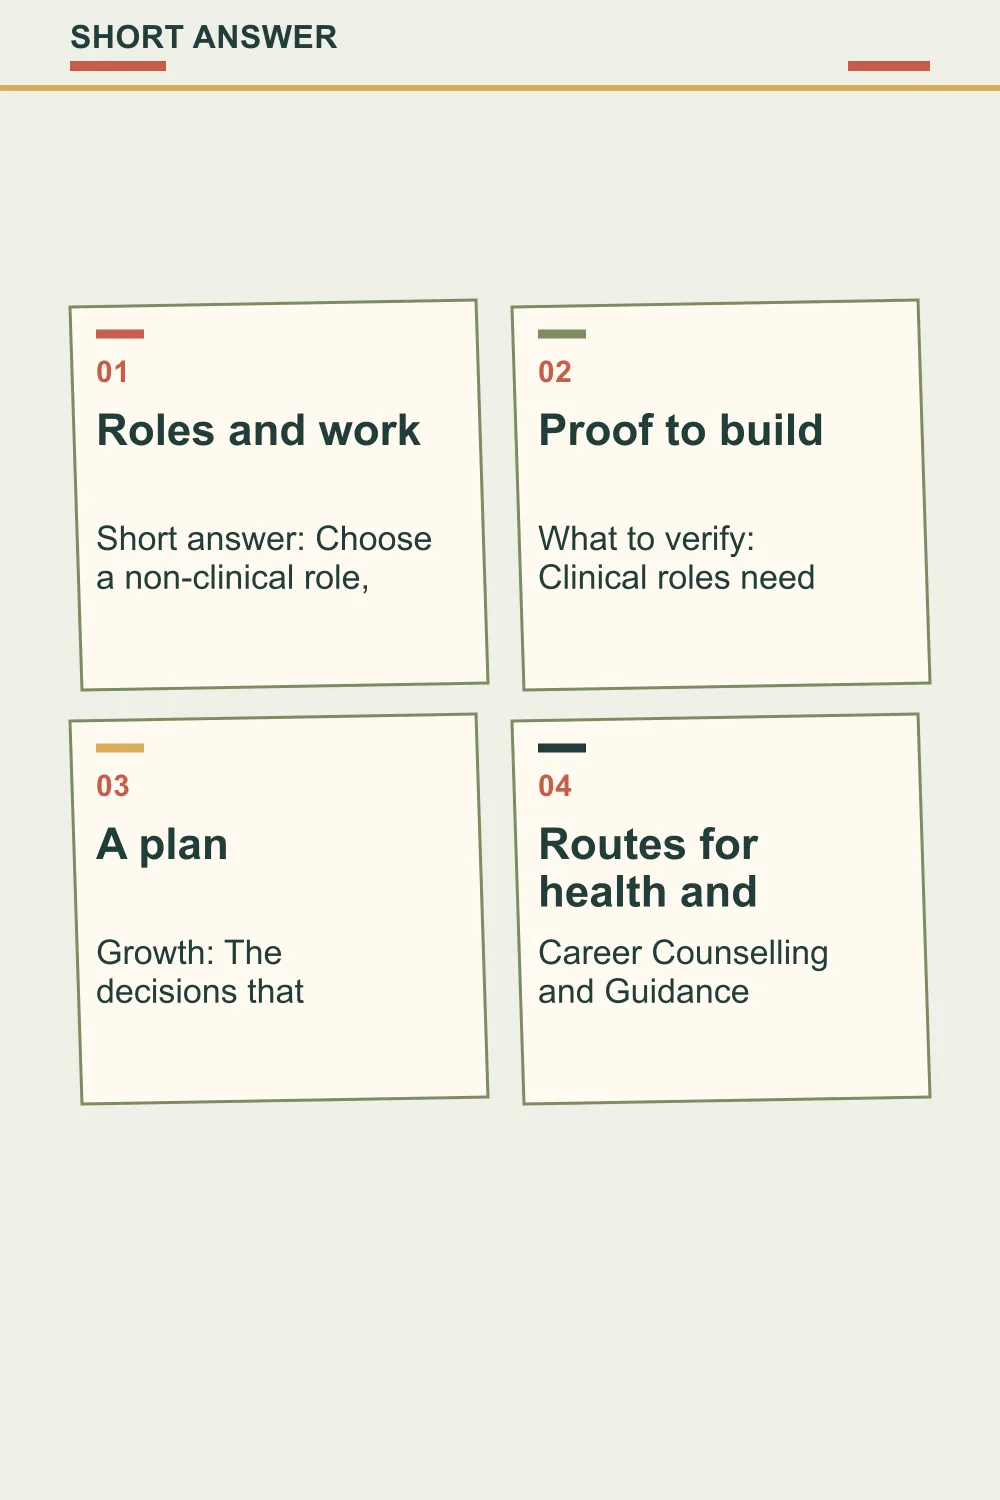 SHORT ANSWER
01
Roles and work
Short answer: Choose
a non-clinical role,
02
Proof to build
What to verify:
Clinical roles need
03
A plan
Growth: The
decisions that
04
Routes for
health and
Career Counselling
and Guidance